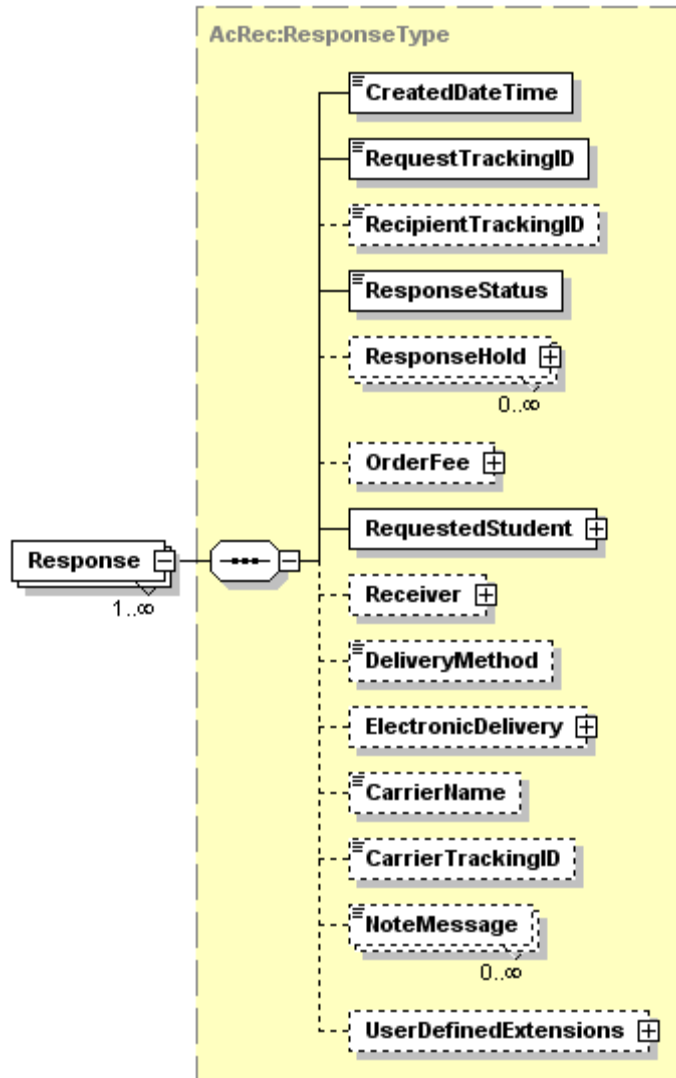 AcRec:ResponseType
CreatedDateTime
RequestTrackingID
RecipientTrackingID
ResponseStatus
ResponseHold
0..∞
OrderFee
RequestedStudent
Response
1..∞
Receiver
DeliveryMethod
ElectronicDelivery
CarrierName
CarrierTrackingID
NoteMessage
0..∞
UserDefinedExtensions